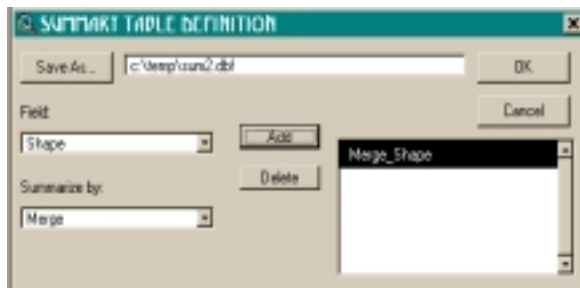 SUMMARY TABLE DEFINITION
Save As...
c:\temp\sum2.dbf
OK
Cancel
Field:
Shape
Add
Merge_Shape
Delete
Summarize by:
Merge